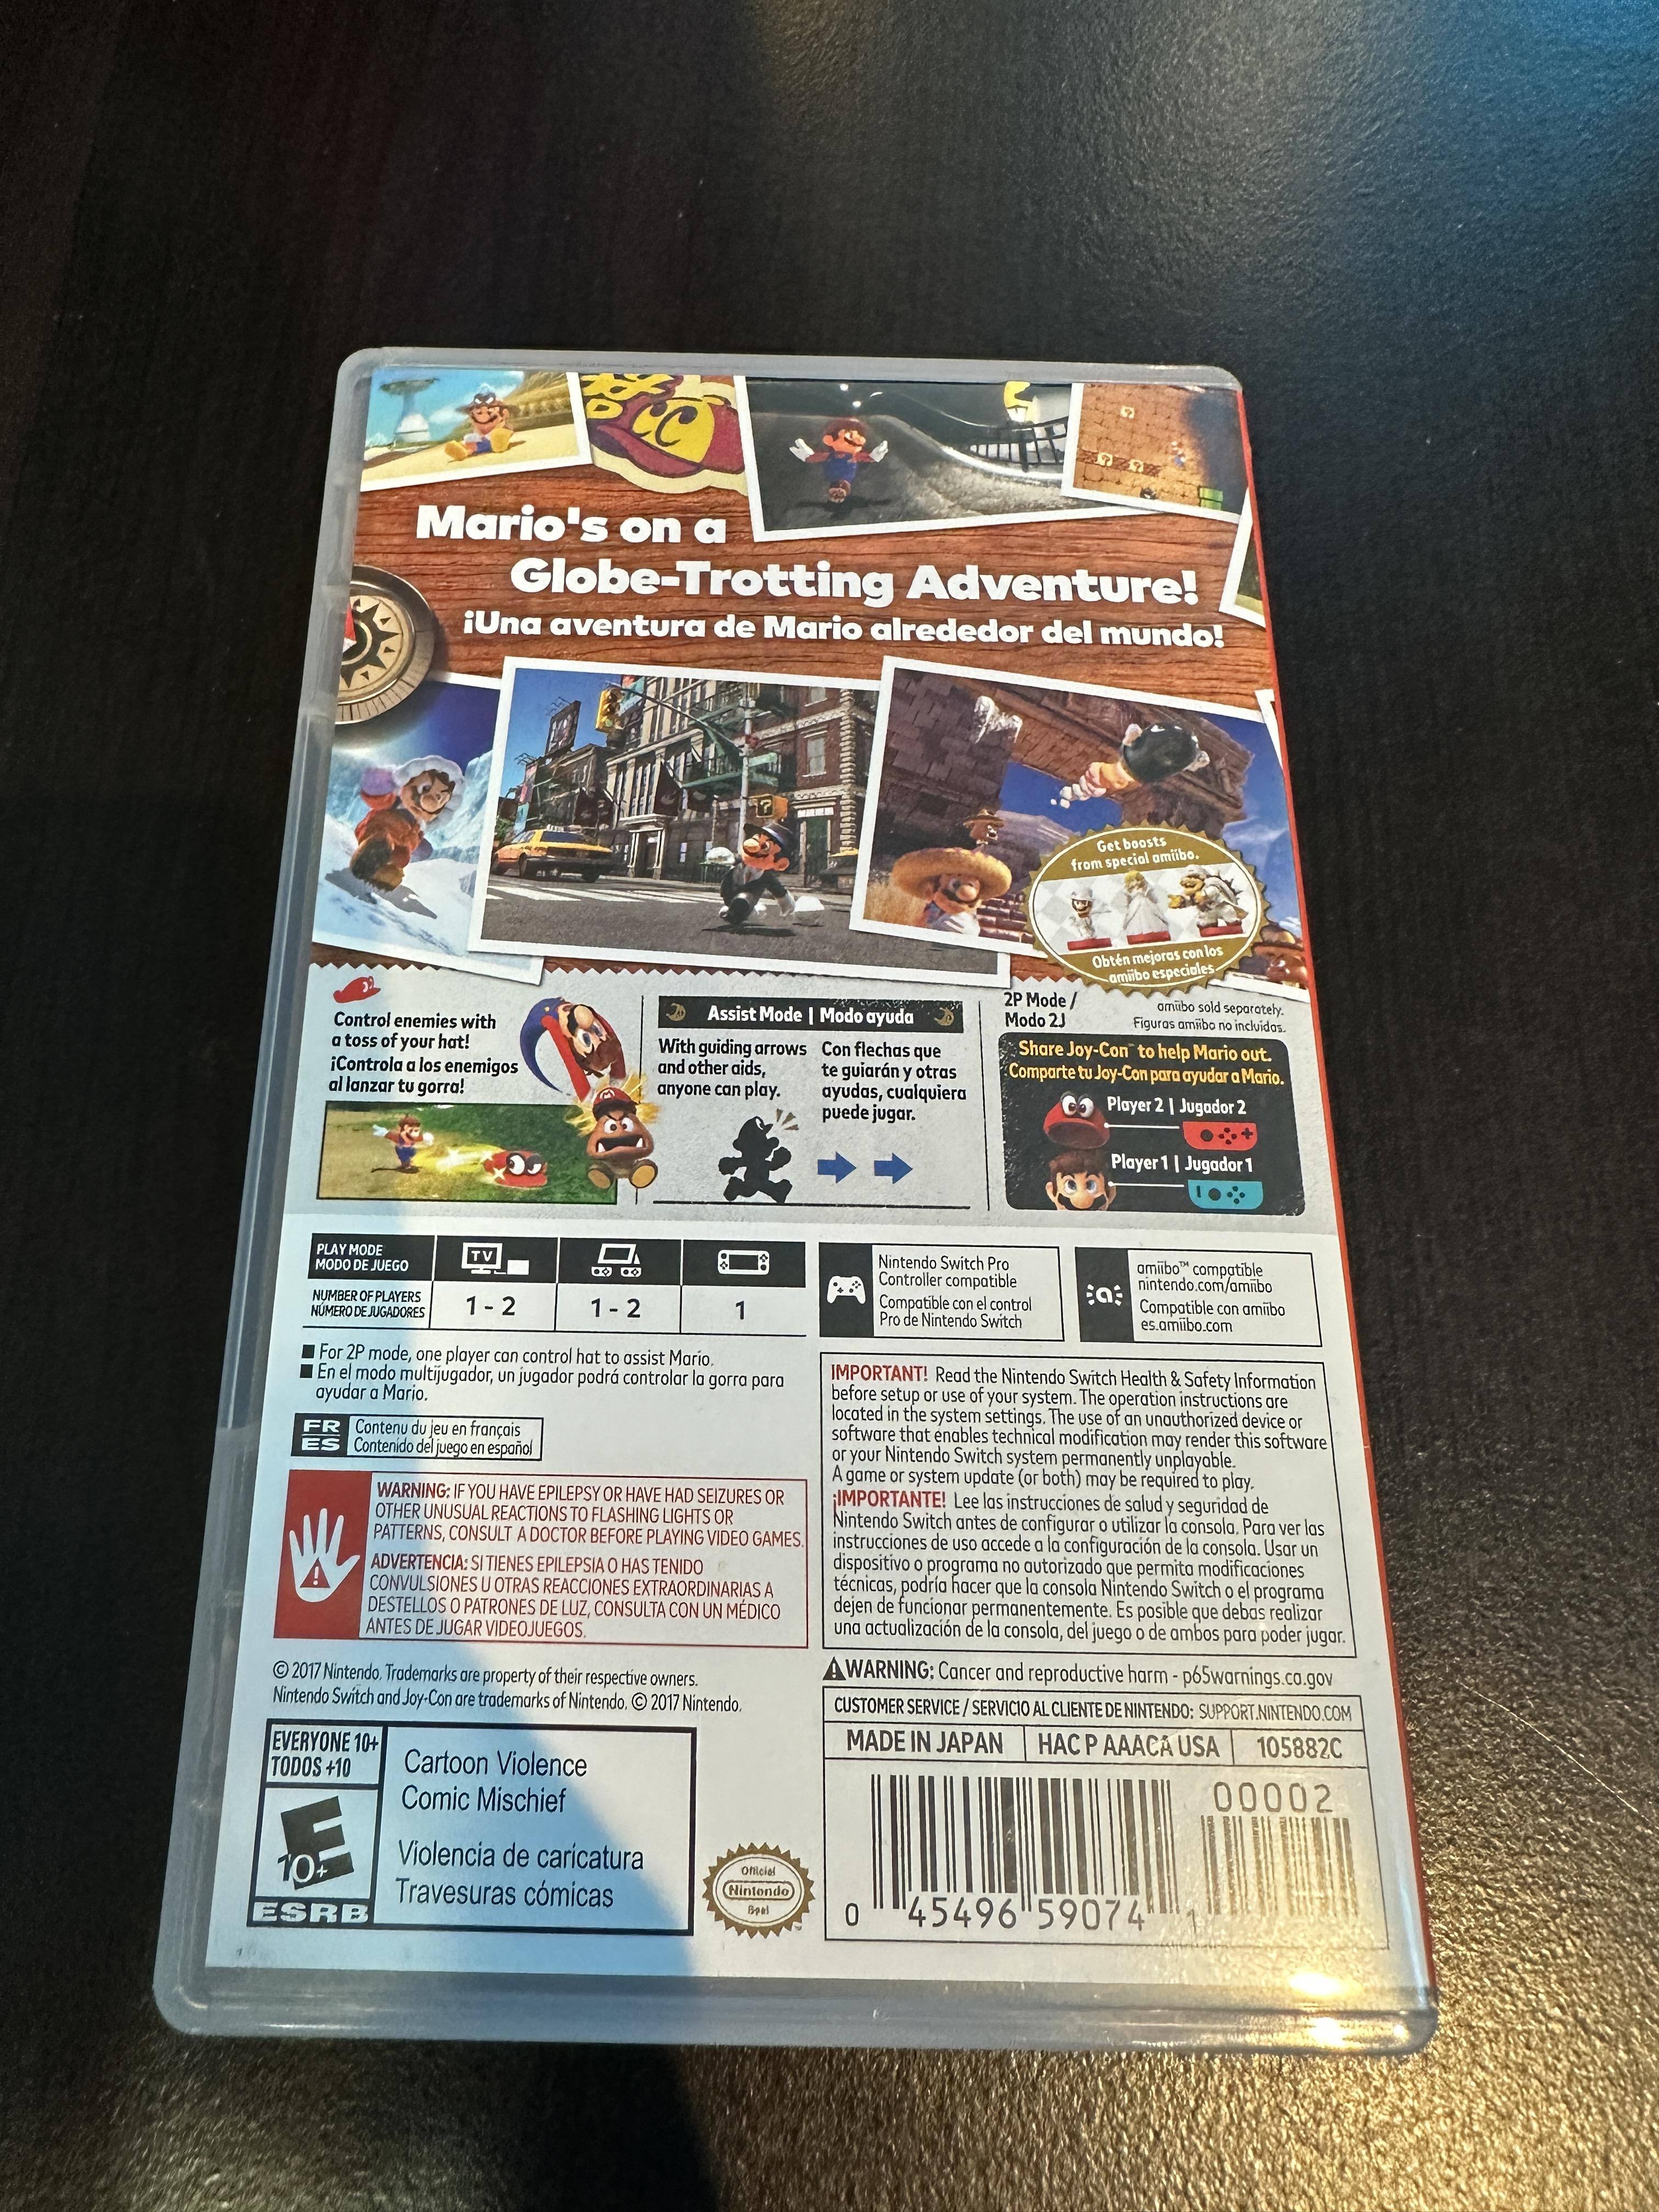 Mario's on a
Globe-Trotting Adventure!
¡Una aventura de Mario alrededor del mundo!
Get boosts
from special amiibo.
Obtén mejoras con los
amiibo especiales
Control enemies with
a toss of your hat!
¡Controla a los enemigos
al lanzar tu gorra!
Assist Mode | Modo ayuda
With guiding arrows
and other aids,
anyone can play.
Con flechas que
te guiarán y otras
ayudas, cualquiera
puede jugar.
2P Mode /
Modo 2J
amiibo sold separately.
Figuras amiibo no incluidas.
Share Joy-Con™ to help Mario out.
Comparte tu Joy-Con para ayudar a Mario.
Player 2 | Jugador 2
Player 1 | Jugador 1
PLAY MODE
MODO DE JUEGO
TV
NUMBER OF PLAYERS
NÚMERO DE JUGADORES
1 - 2
1 - 2
1
Nintendo Switch Pro
Controller compatible
Compatible con el control
Pro de Nintendo Switch
amiibo™ compatible
nintendo.com/amiibo
Compatible con amiibo
es.amiibo.com
■ For 2P mode, one player can control hat to assist Mario.
■ En el modo multijugador, un jugador podrá controlar la gorra para
ayudar a Mario.
FR Contenu du jeu en français
ES Contenido del juego en español
WARNING: IF YOU HAVE EPILEPSY OR HAVE HAD SEIZURES OR
OTHER UNUSUAL REACTIONS TO FLASHING LIGHTS OR
PATTERNS, CONSULT A DOCTOR BEFORE PLAYING VIDEO GAMES.
ADVERTENCIA: SI TIENES EPILEPSIA O HAS TENIDO
CONVULSIONES U OTRAS REACCIONES EXTRAORDINARIAS A
DESTELLOS O PATRONES DE LUZ, CONSULTA CON UN MÉDICO
ANTES DE JUGAR VIDEOJUEGOS.
IMPORTANT! Read the Nintendo Switch Health & Safety Information
before setup or use of your system. The operation instructions are
located in the system settings. The use of an unauthorized device or
software that enables technical modification may render this software
or your Nintendo Switch system permanently unplayable.
A game or system update (or both) may be required to play.
¡IMPORTANTE! Lee las instrucciones de salud y seguridad de
Nintendo Switch antes de configurar o utilizar la consola. Para ver las
instrucciones de uso accede a la configuración de la consola. Usar un
dispositivo o programa no autorizado que permita modificaciones
técnicas, podría hacer que la consola Nintendo Switch o el programa
dejen de funcionar permanentemente. Es posible que debas realizar
una actualización de la consola, del juego o de ambos para poder jugar.
© 2017 Nintendo. Trademarks are property of their respective owners.
Nintendo Switch and Joy-Con are trademarks of Nintendo. © 2017 Nintendo.
WARNING: Cancer and reproductive harm - p65warnings.ca.gov
CUSTOMER SERVICE / SERVICIO AL CLIENTE DE NINTENDO: SUPPORT.NINTENDO.COM
MADE IN JAPAN
HAC P AAACA USA
105882C
EVERYONE 10+
TODOS +10
E
10+
ESRB
Cartoon Violence
Comic Mischief
Violencia de caricatura
Travesuras cómicas
Official
Nintendo
Seal
00002
0 45496 59074 1